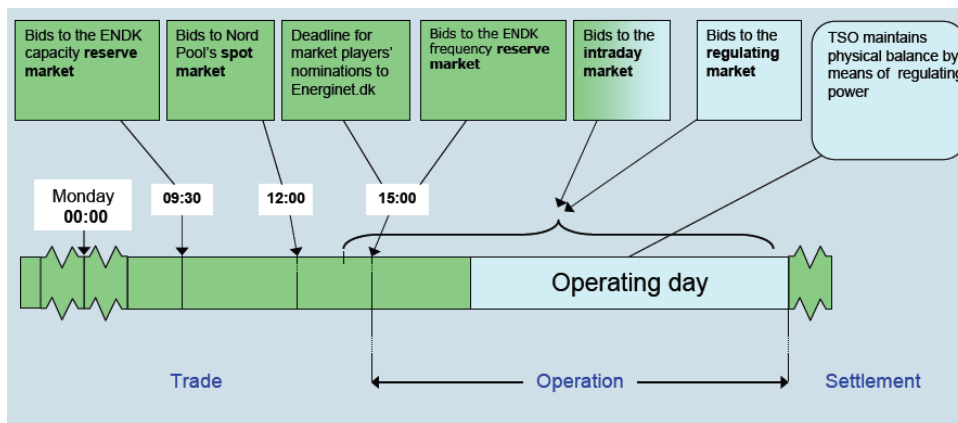 Bids to the ENDK
capacity reserve
market
Bids to Nord
Pool's spot
market
Deadline for
market players'
nominations to
Energinet.dk
Bids to the ENDK
frequency reserve
market
Bids to the
intraday
market
Bids to the
regulating
market
TSO maintains
physical balance by
means of regulating
power
Monday
00:00
09:30
12:00
15:00
Operating day
Trade
Operation
Settlement